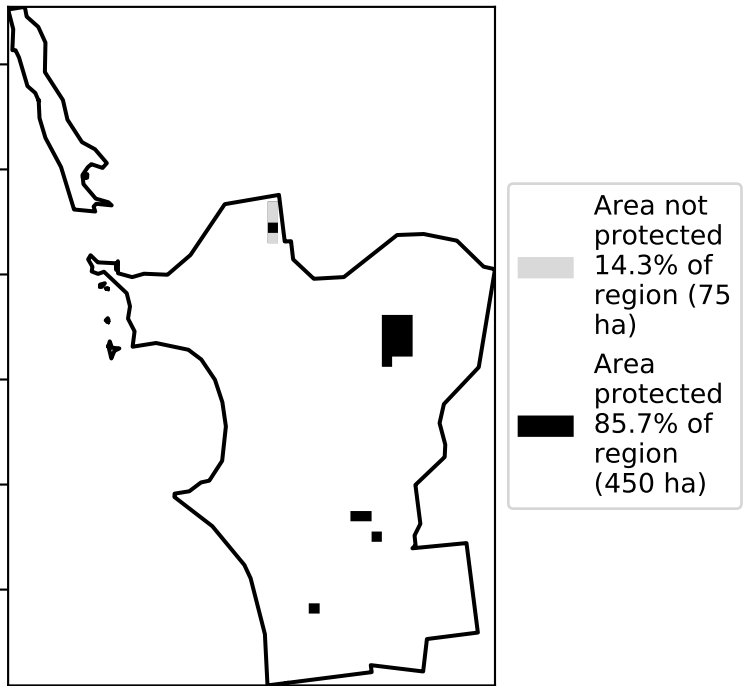 Area not
protected
14.3% of
region (75
ha)
Area
protected
85.7% of
region
(450 ha)